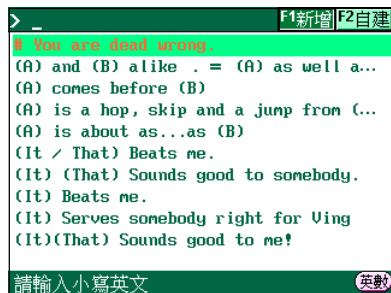 > _ F1新增 F2自建
# You are dead wrong.
(A) and (B) alike . = (A) as well a...
(A) comes before (B)
(A) is a hop, skip and a jump from (...
(A) is about as...as (B)
(It / That) Beats me.
(It) (That) Sounds good to somebody.
(It) Beats me.
(It) Serves somebody right for Ving
(It)(That) Sounds good to me!
請輸入小寫英文 英數